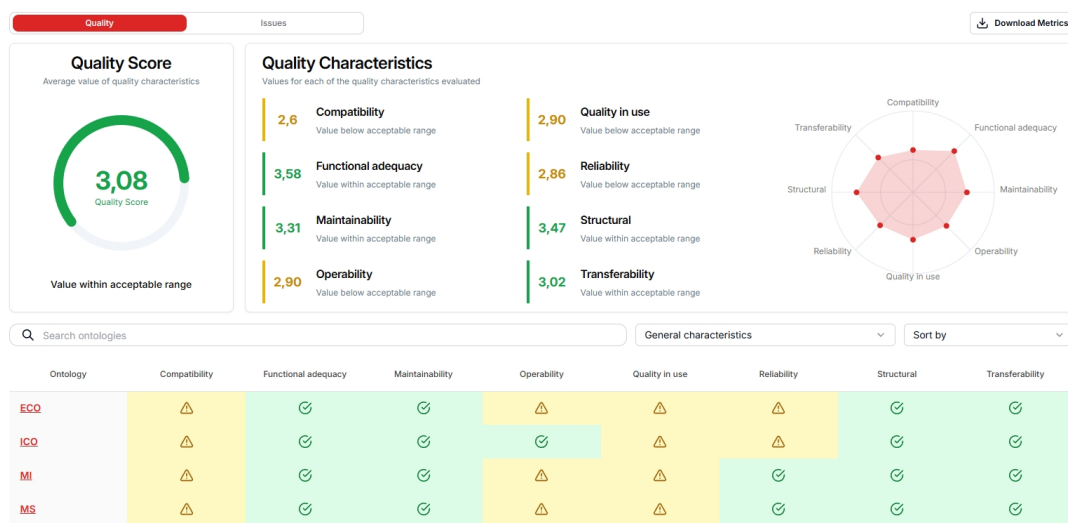 Quality
Issues
Download Metrics
Quality Score
Average value of quality characteristics
3,08
Quality Score
Value within acceptable range
Quality Characteristics
Values for each of the quality characteristics evaluated
2,6
Compatibility
Value below acceptable range
3,58
Functional adequacy
Value within acceptable range
3,31
Maintainability
Value within acceptable range
2,90
Operability
Value below acceptable range
2,90
Quality in use
Value below acceptable range
2,86
Reliability
Value below acceptable range
3,47
Structural
Value within acceptable range
3,02
Transferability
Value within acceptable range
Compatibility
Transferability
Functional adequacy
Structural
Maintainability
Reliability
Operability
Quality in use
Search ontologies
General characteristics
Sort by
Ontology Compatibility Functional adequacy Maintainability Operability Quality in use Reliability Structural Transferability
ECO
ICO
MI
MS